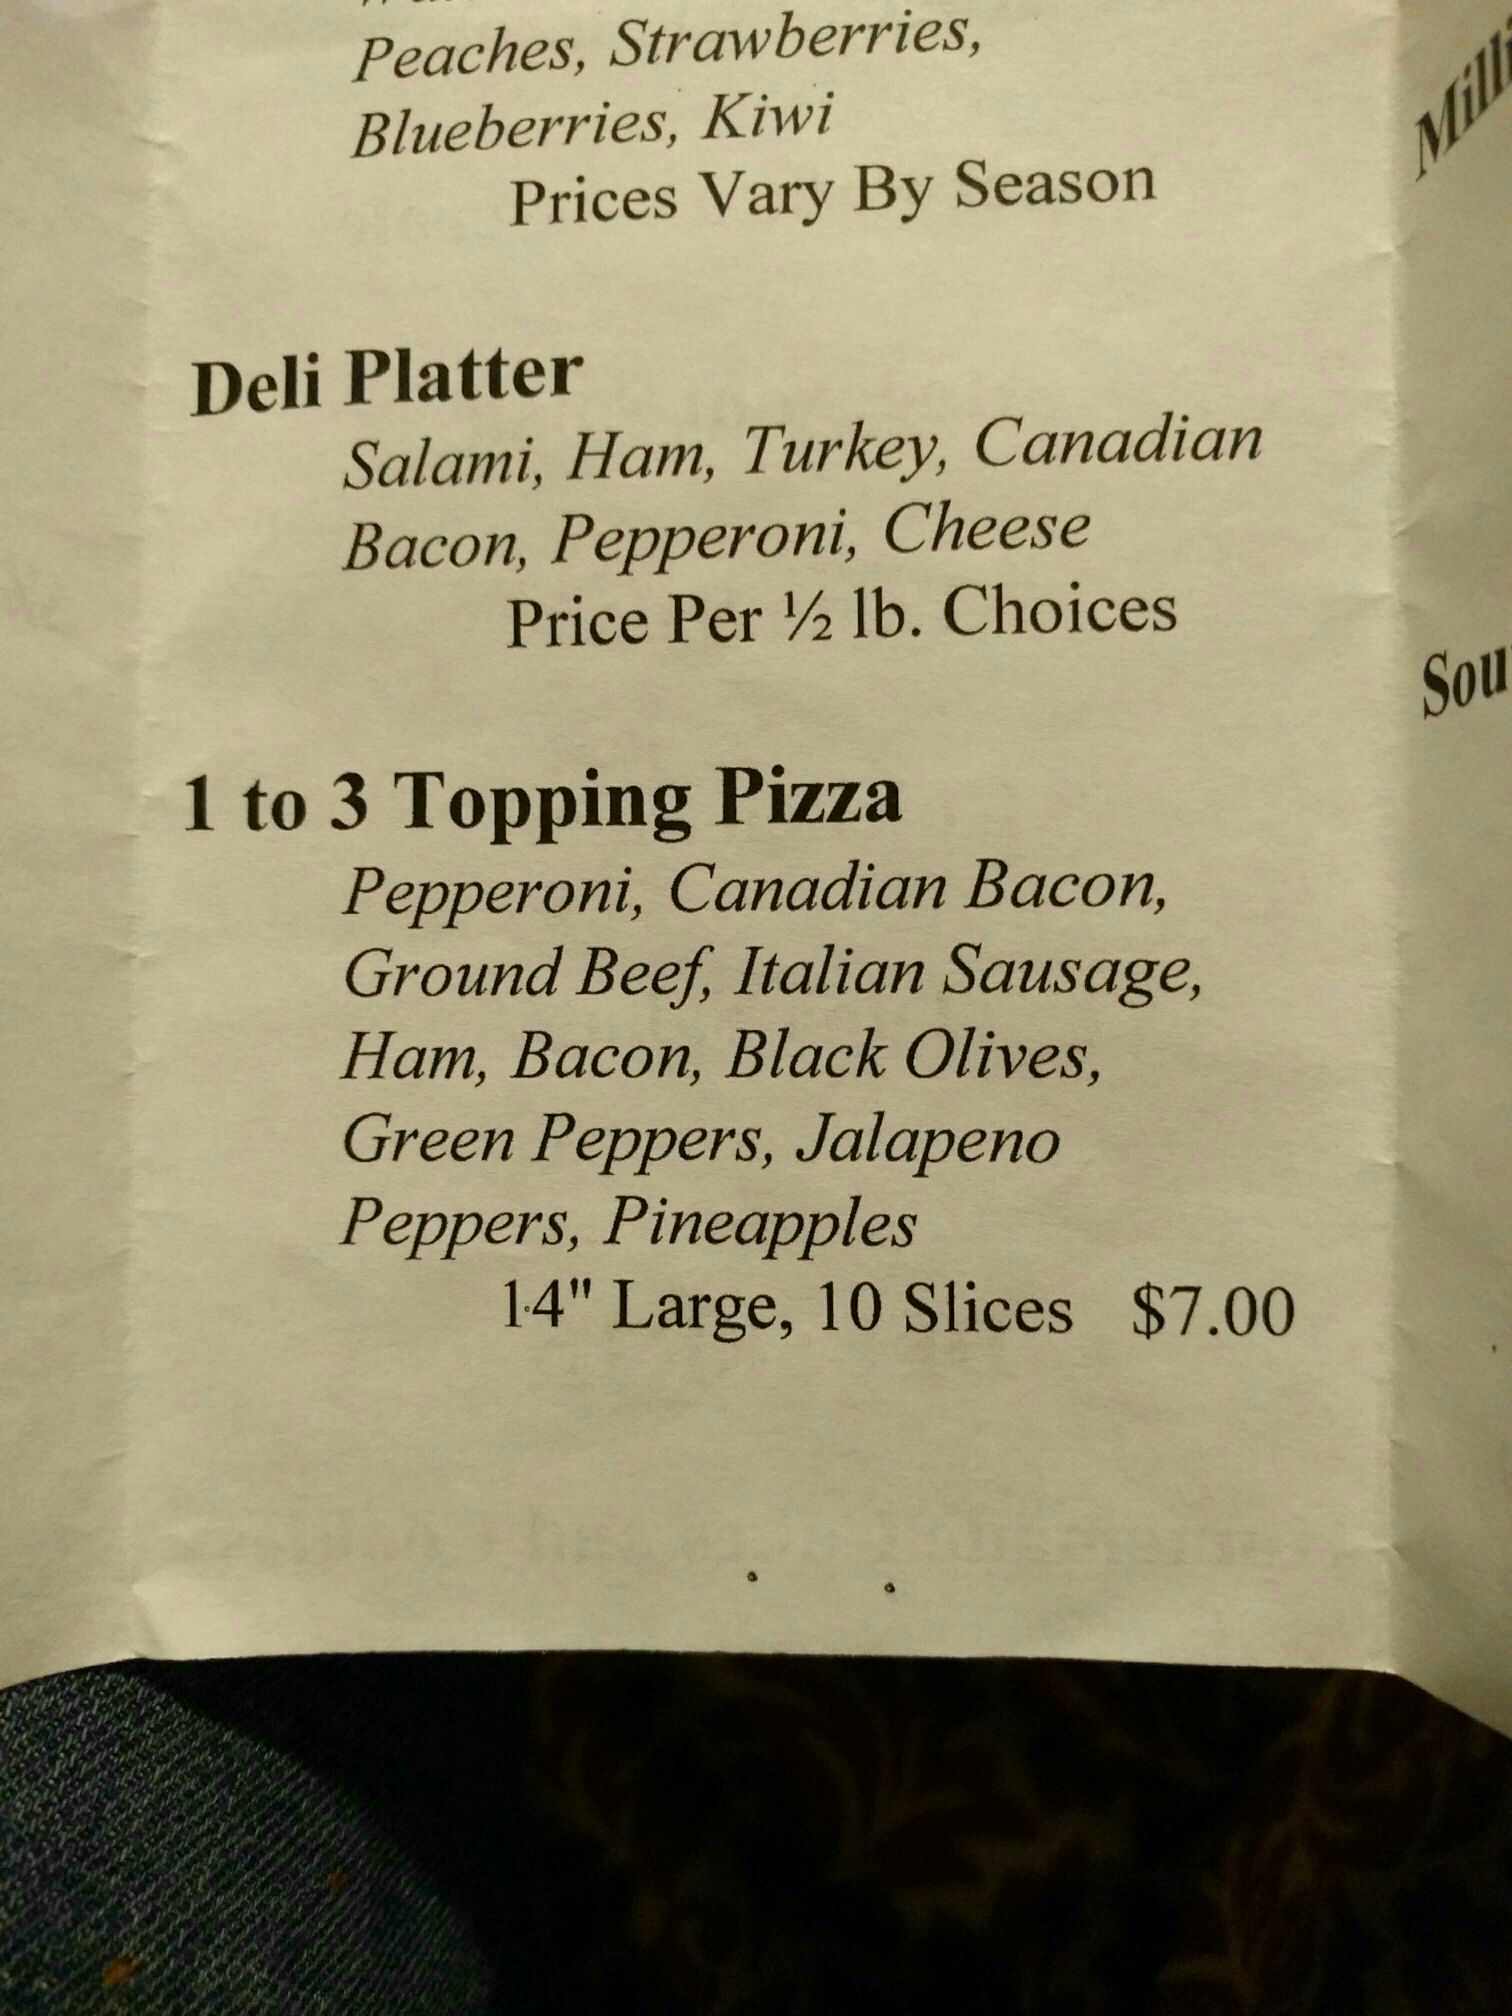 Peaches, Strawberries,
Blueberries, Kiwi
Prices Vary By Season
Deli Platter
Salami, Ham, Turkey, Canadian
Bacon, Pepperoni, Cheese
Price Per ½ lb. Choices
1 to 3 Topping Pizza
Pepperoni, Canadian Bacon,
Ground Beef, Italian Sausage,
Ham, Bacon, Black Olives,
Green Peppers, Jalapeno
Peppers, Pineapples
14" Large, 10 Slices $7.00